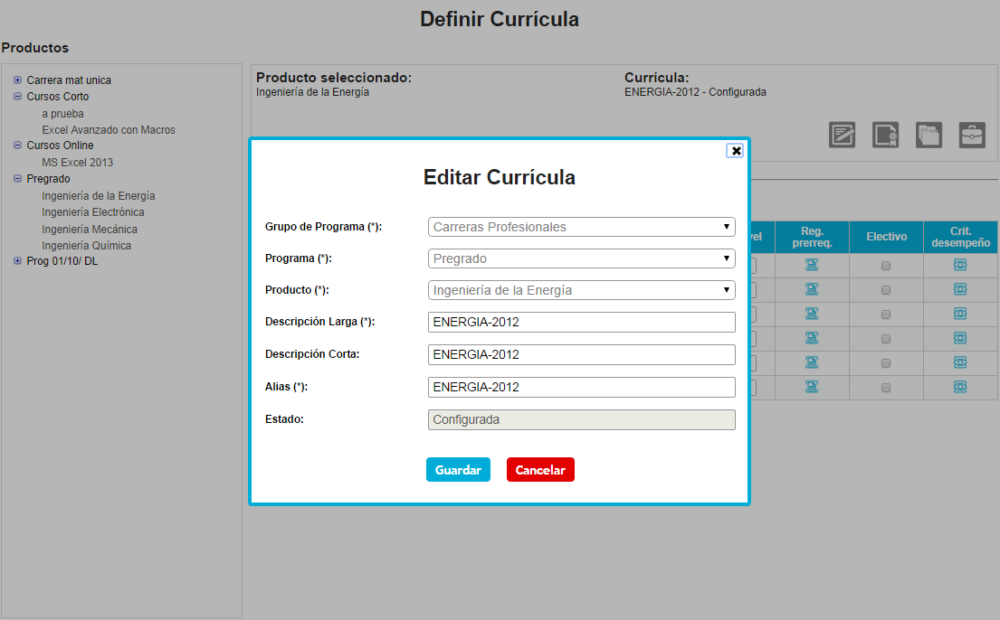 Definir Currícula
Productos
Carrera mat unica
Cursos Corto
a prueba
Excel Avanzado con Macros
Cursos Online
MS Excel 2013
Pregrado
Ingeniería de la Energía
Ingeniería Electrónica
Ingeniería Mecánica
Ingeniería Química
Prog 01/10/ DL
Producto seleccionado:
Ingeniería de la Energía
Currícula:
ENERGIA-2012 - Configurada
Editar Currícula
Grupo de Programa (*):
Carreras Profesionales
Programa (*):
Pregrado
Producto (*):
Ingeniería de la Energía
Descripción Larga (*):
ENERGIA-2012
Descripción Corta:
ENERGIA-2012
Alias (*):
ENERGIA-2012
Estado:
Configurada
Guardar
Cancelar
Reg.
prerreq.
Electivo
Crit.
desempeño